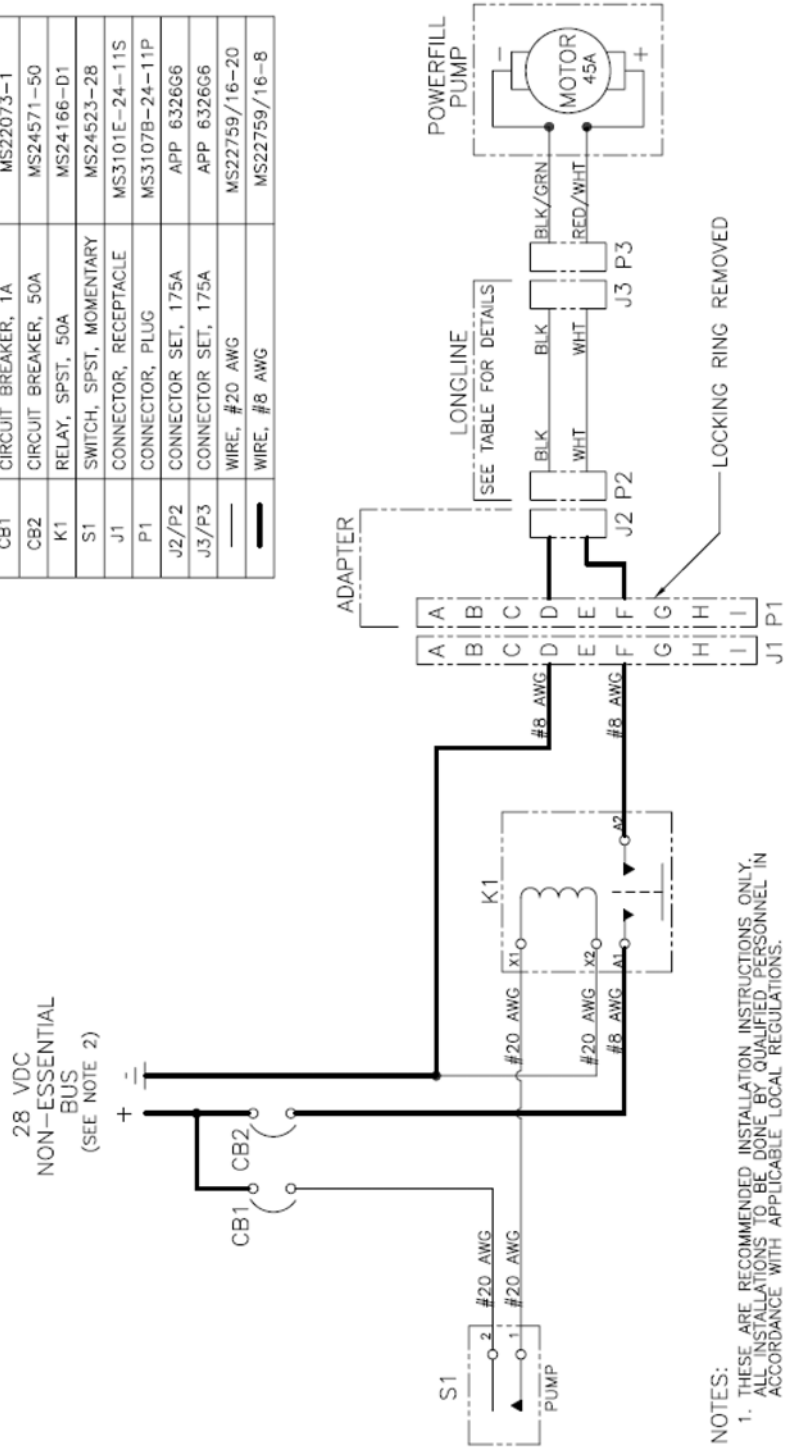 CB1 CIRCUIT BREAKER, 1A MS22073-1
CB2 CIRCUIT BREAKER, 50A MS24571-50
K1 RELAY, SPST, 50A MS24166-D1
S1 SWITCH, SPST, MOMENTARY MS24523-28
J1 CONNECTOR, RECEPTACLE MS3101E-24-11S
P1 CONNECTOR, PLUG MS3107B-24-11P
J2/P2 CONNECTOR SET, 175A APP 6326G6
J3/P3 CONNECTOR SET, 175A APP 6326G6
WIRE, #20 AWG MS22759/16-20
WIRE, #8 AWG MS22759/16-8
28 VDC
NON-ESSENTIAL
BUS
(SEE NOTE 2)
+
-
CB1
CB2
S1
2
1
PUMP
#20 AWG
#20 AWG
#20 AWG
#20 AWG
#8 AWG
K1
X1
X2
A1
A2
#8 AWG
#8 AWG
A
B
C
D
E
F
G
H
I
J1
A
B
C
D
E
F
G
H
I
P1
ADAPTER
J2
P2
LONGLINE
SEE TABLE FOR DETAILS
BLK
BLK
WHT
WHT
J3
P3
BLK/GRN
RED/WHT
POWERFILL
PUMP
-
MOTOR
45A
+
LOCKING RING REMOVED
NOTES:
1. THESE ARE RECOMMENDED INSTALLATION INSTRUCTIONS ONLY.
ALL INSTALLATIONS TO BE DONE BY QUALIFIED PERSONNEL IN
ACCORDANCE WITH APPLICABLE LOCAL REGULATIONS.